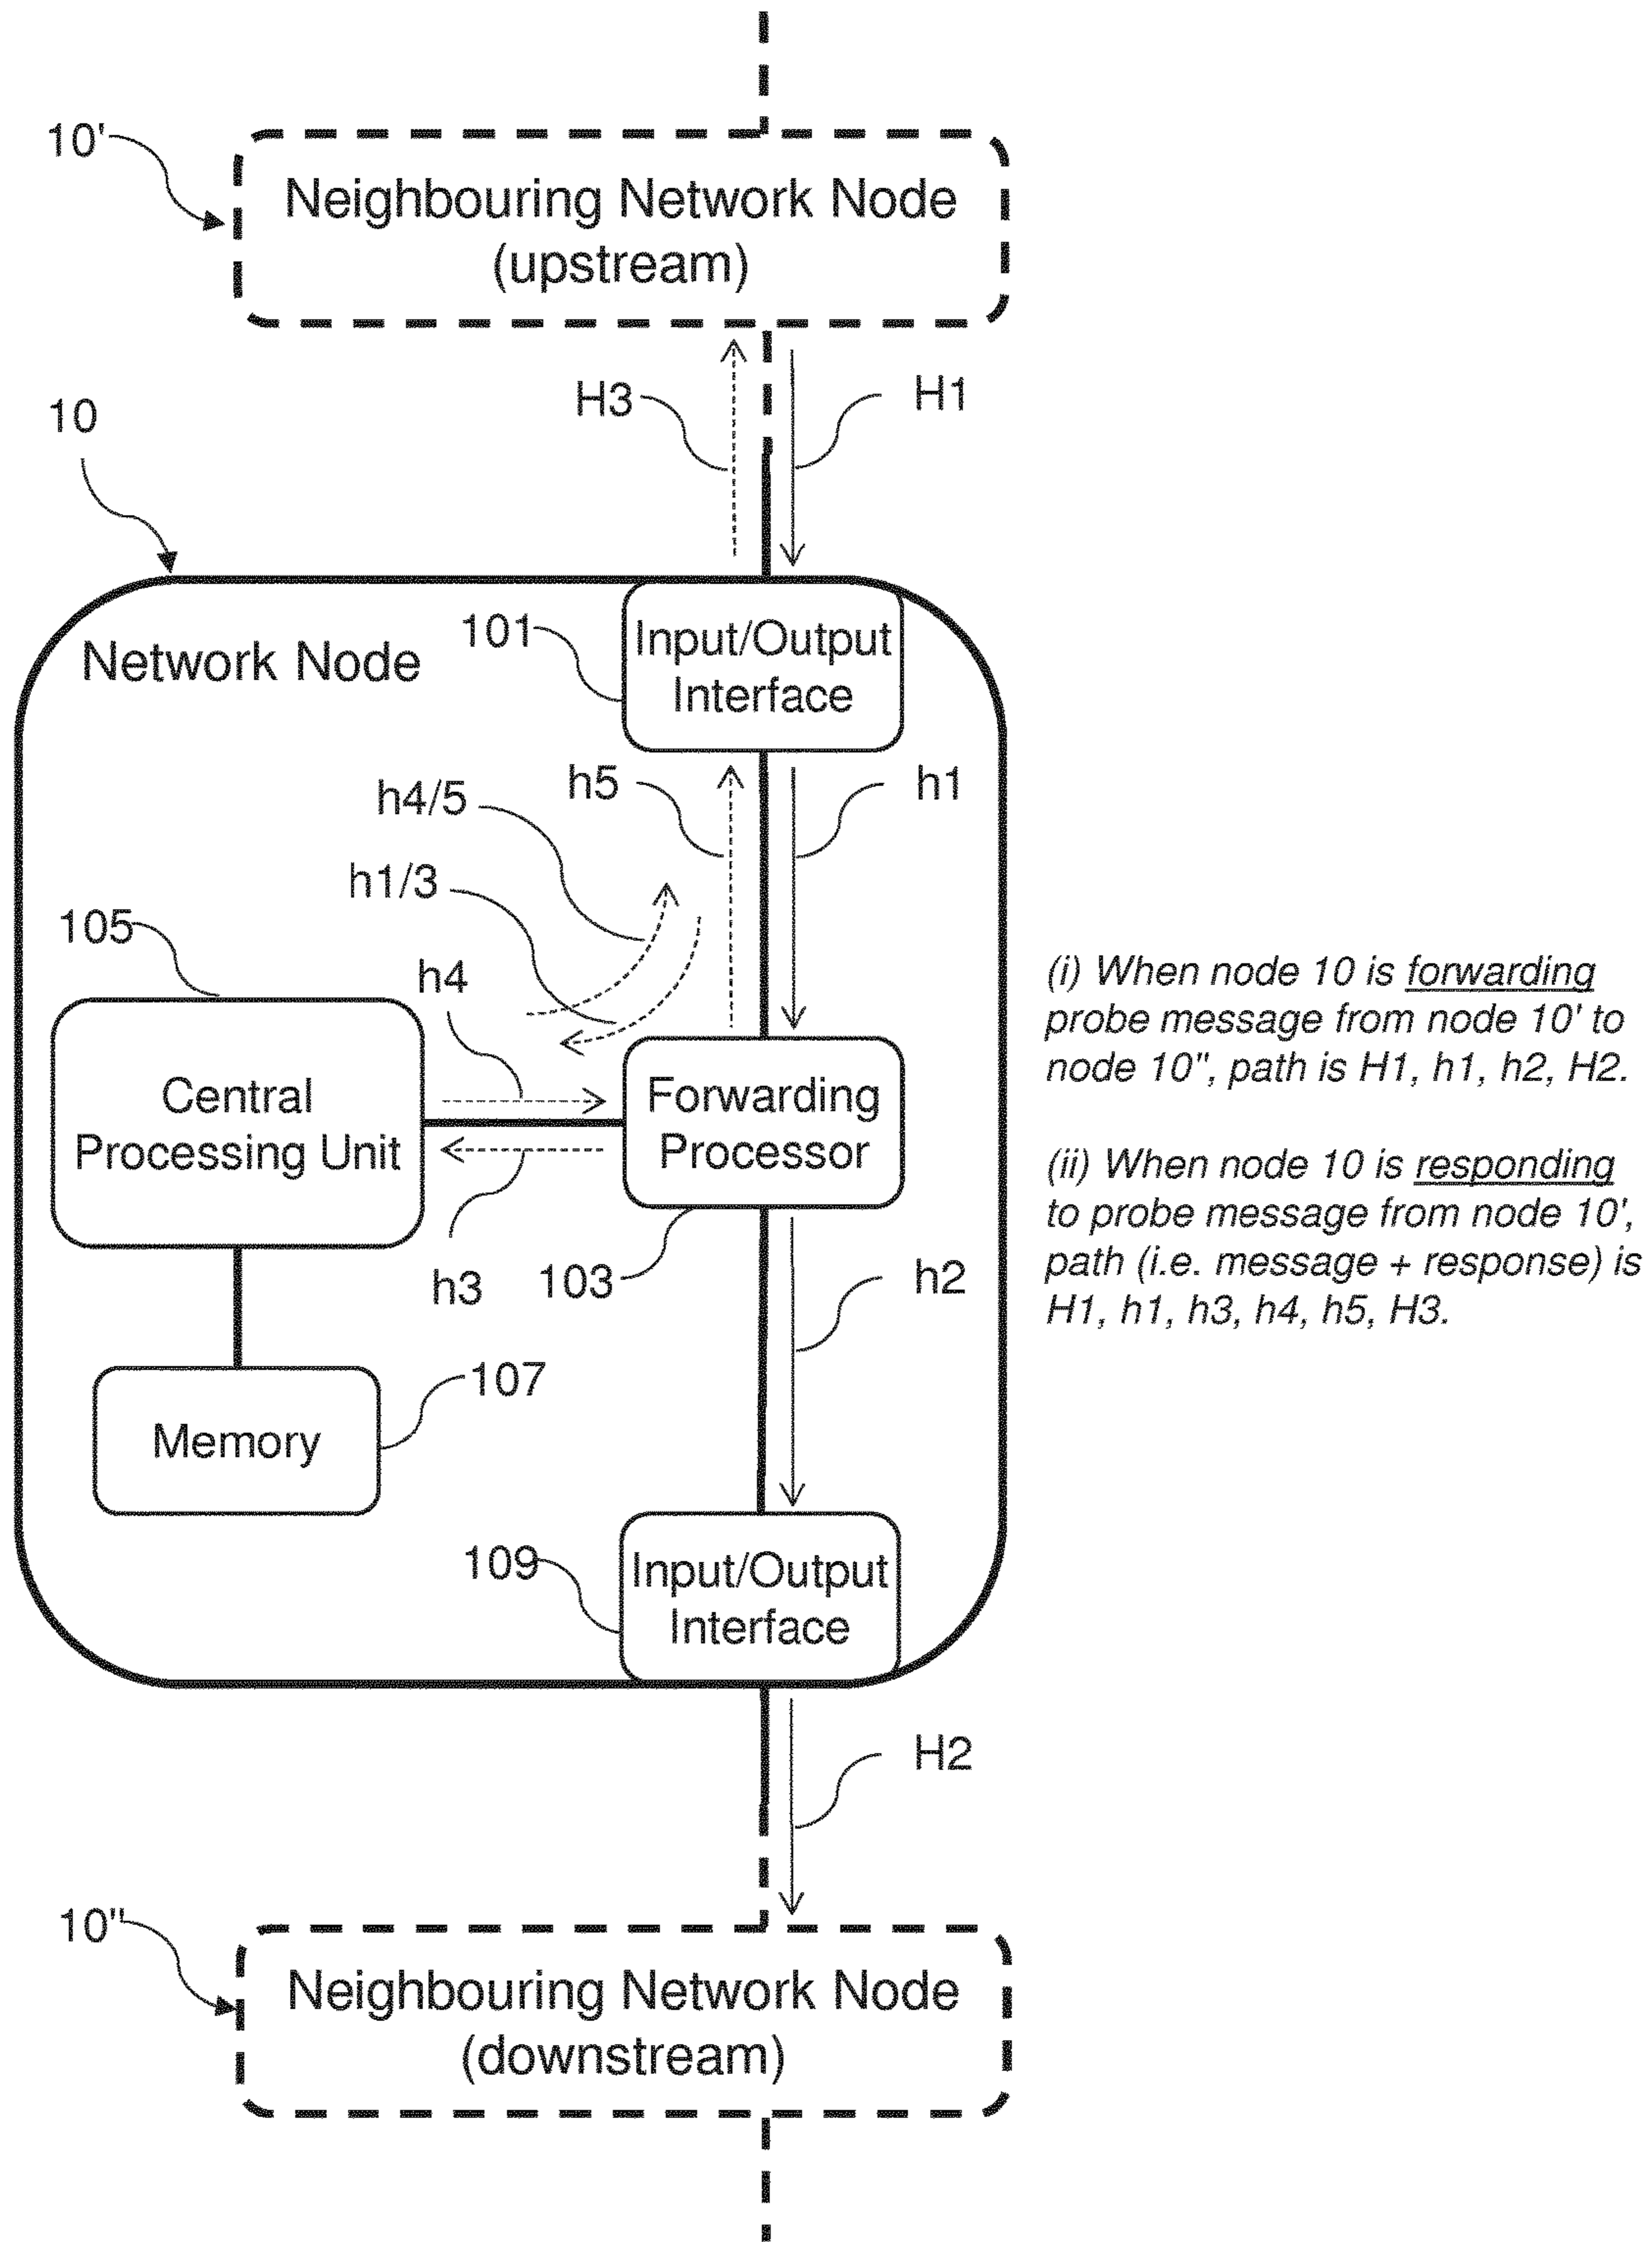 10'
Neighbouring Network Node
(upstream)
H3
H1
10
101
Input/Output
Interface
Network Node
h5
h1
h4/5
h1/3
105
h4
(i) When node 10 is forwarding
probe message from node 10' to
node 10", path is H1, h1, h2, H2.
Central
Processing Unit
Forwarding
Processor
(ii) When node 10 is responding
to probe message from node 10',
path (i.e. message + response) is
H1, h1, h3, h4, h5, H3.
h3
103
h2
107
Memory
109
Input/Output
Interface
H2
10"
Neighbouring Network Node
(downstream)